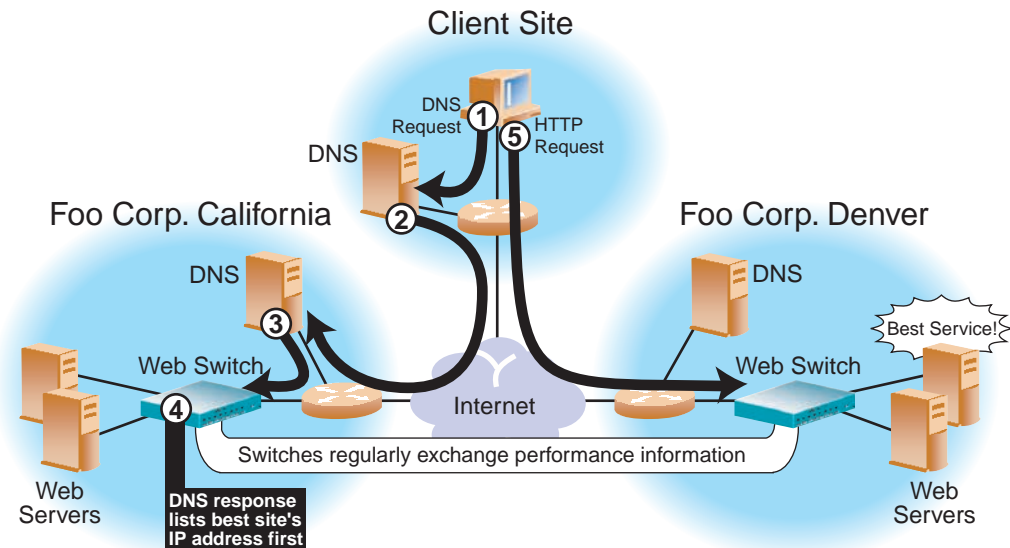 Client Site
DNS
Request
1
5
HTTP
Request
DNS
2
Foo Corp. California
Foo Corp. Denver
DNS
DNS
3
Best Service!
Web Switch
Web Switch
4
Internet
Switches regularly exchange performance information
Web
Servers
Web
Servers
DNS response
lists best site's
IP address first